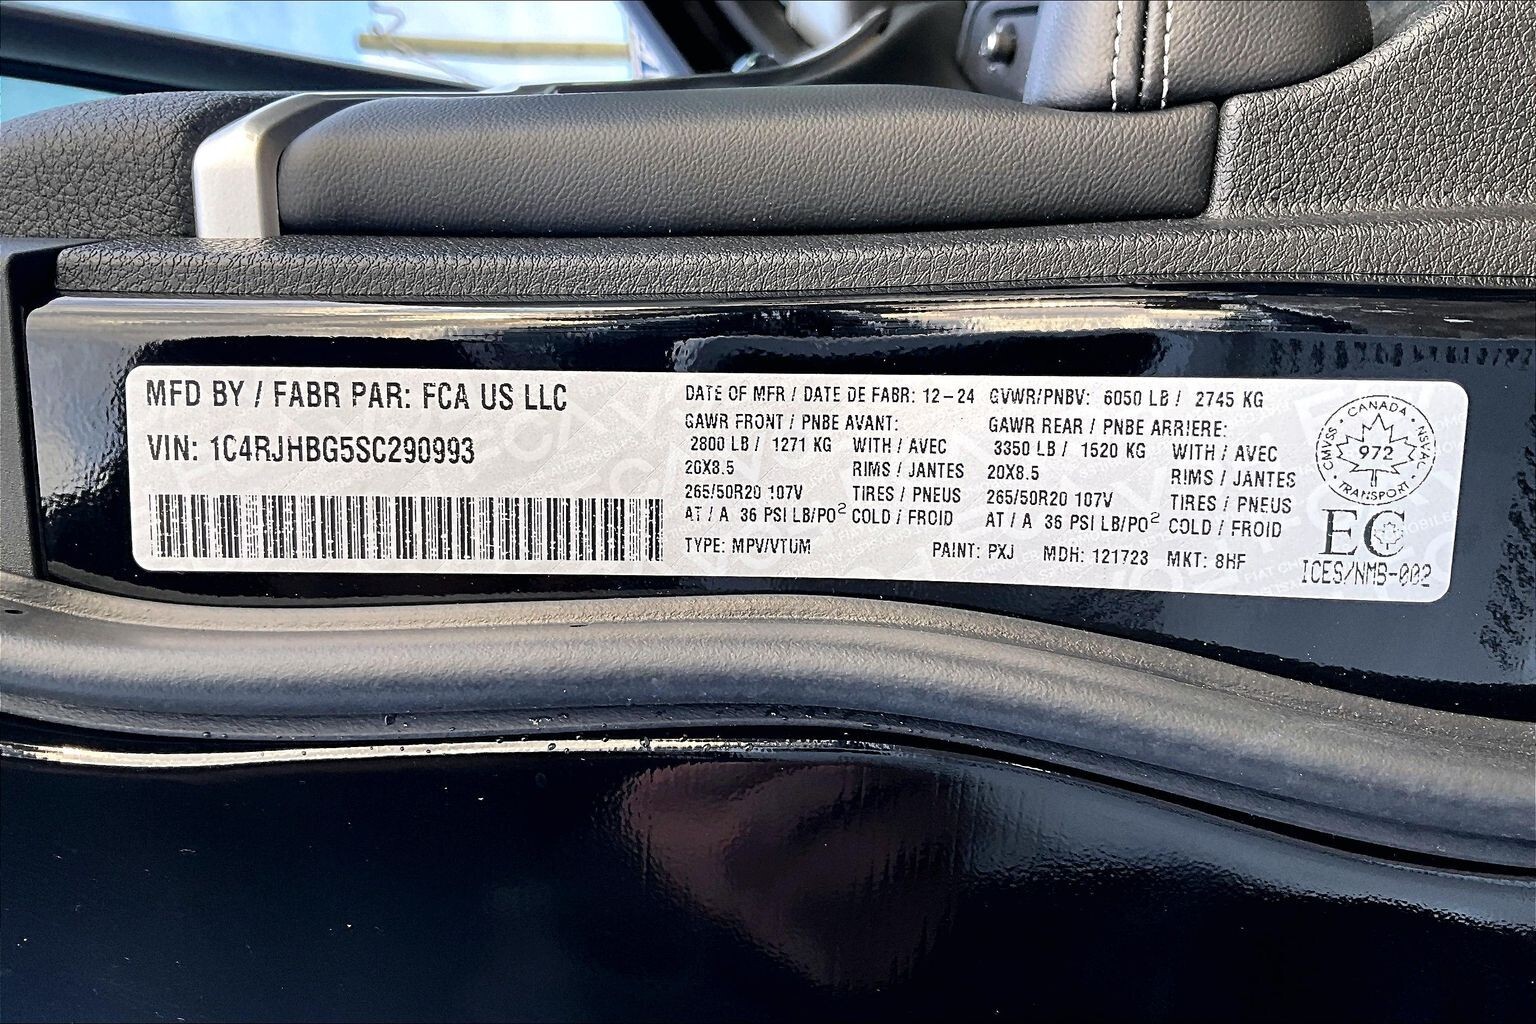 MFD BY / FABR PAR: FCA US LLC
VIN: 1C4RJHBG5SC290993
DATE OF MFR / DATE DE FABR: 12-24 GVWR/PNBV: 6050 LB / 2745 KG
GAWR FRONT / PNBE AVANT: GAWR REAR / PNBE ARRIERE:
2800 LB / 1271 KG WITH / AVEC 3350 LB / 1520 KG WITH / AVEC
20X8.5 RIMS / JANTES 20X8.5 RIMS / JANTES
265/50R20 107V TIRES / PNEUS 265/50R20 107V TIRES / PNEUS
AT / A 36 PSI LB/PO² COLD / FROID AT / A 36 PSI LB/PO² COLD / FROID
TYPE: MPV/VTUM PAINT: PXJ MDH: 121723 MKT: 8HF
CANADA
CMVSS - NSVAC
972
TRANSPORT
EC
ICES/NMB-002